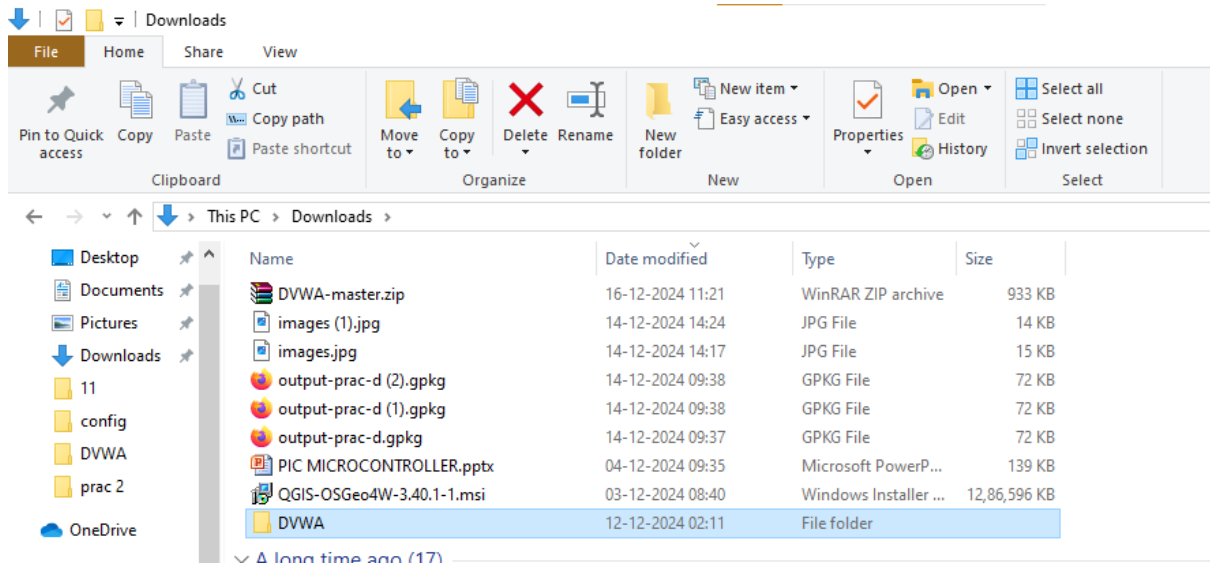 Downloads
File Home Share View
Pin to Quick access
Copy
Paste
Cut
Copy path
Paste shortcut
Clipboard
Move to
Copy to
Delete
Rename
Organize
New folder
New item
Easy access
New
Properties
Open
Edit
History
Open
Select all
Select none
Invert selection
Select
This PC > Downloads >
Desktop
Documents
Pictures
Downloads
11
config
DVWA
prac 2
OneDrive
Name Date modified Type Size
DVWA-master.zip 16-12-2024 11:21 WinRAR ZIP archive 933 KB
images (1).jpg 14-12-2024 14:24 JPG File 14 KB
images.jpg 14-12-2024 14:17 JPG File 15 KB
output-prac-d (2).gpkg 14-12-2024 09:38 GPKG File 72 KB
output-prac-d (1).gpkg 14-12-2024 09:38 GPKG File 72 KB
output-prac-d.gpkg 14-12-2024 09:37 GPKG File 72 KB
PIC MICROCONTROLLER.pptx 04-12-2024 09:35 Microsoft PowerP... 139 KB
QGIS-OSGeo4W-3.40.1-1.msi 03-12-2024 08:40 Windows Installer ... 12,86,596 KB
DVWA 12-12-2024 02:11 File folder
A long time ago (17)